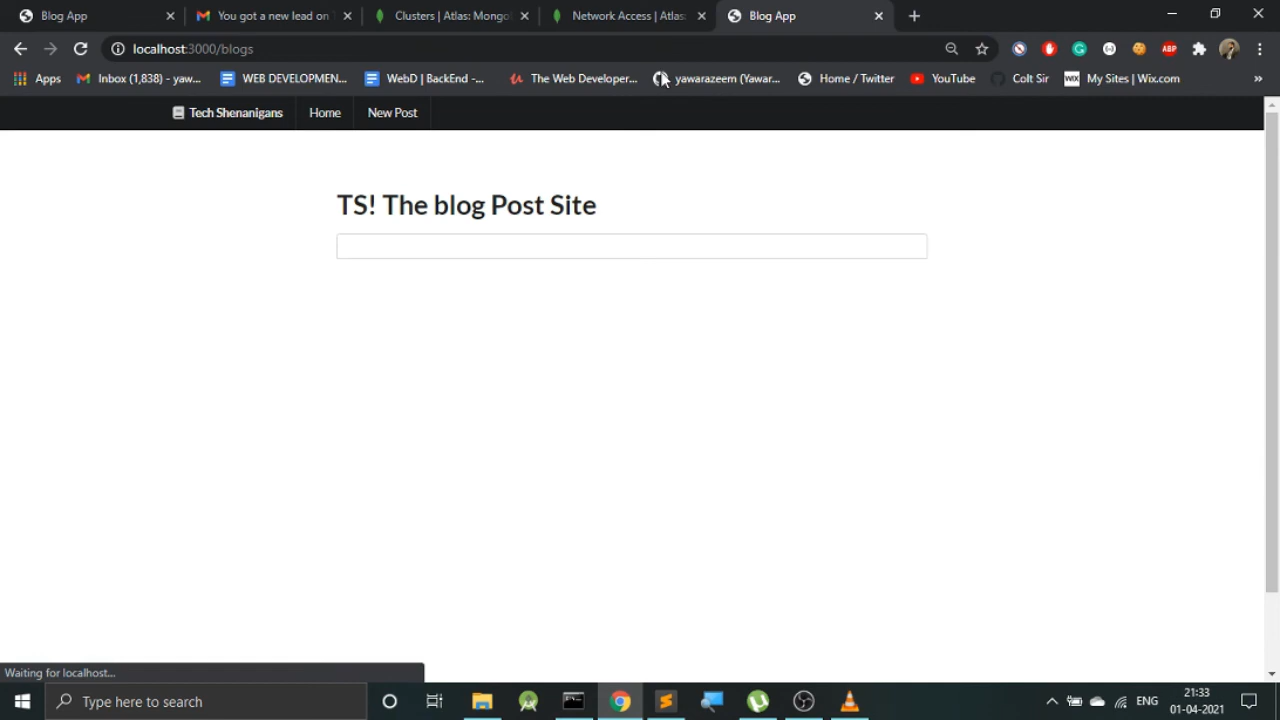 Blog App
You got a new lead on
Clusters | Atlas: Mongo
Network Access | Atlas:
Blog App
localhost:3000/blogs
Apps
Inbox (1,838) - yaw...
WEB DEVELOPMEN...
WebD | BackEnd -...
The Web Developer...
yawarazeem (Yawar...
Home / Twitter
YouTube
Colt Sir
WIX
My Sites | Wix.com
»
ABP
Tech Shenanigans
Home
New Post
TS! The blog Post Site
Waiting for localhost...
Type here to search
ENG
21:33
01-04-2021